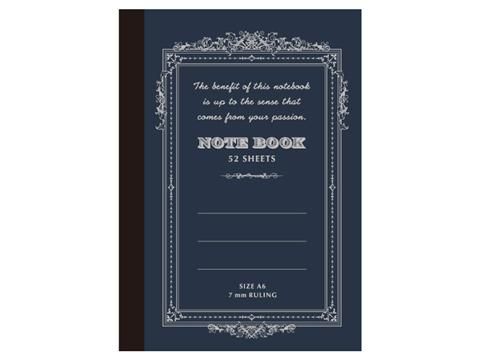 The benefit of this notebook
is up to the sense that
comes from your passion.
NOTE BOOK
52 SHEETS
SIZE A6
7 mm RULING